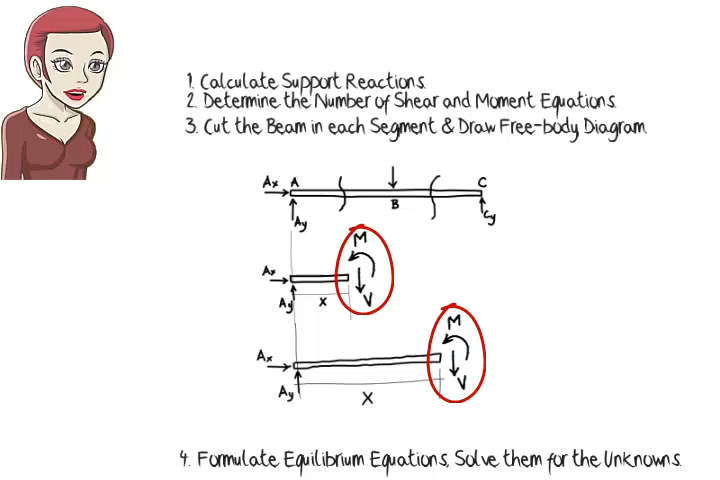 1. Calculate Support Reactions.
2. Determine the Number of Shear and Moment Equations.
3. Cut the Beam in each Segment & Draw Free-body Diagram.
Ax A C
B
Ay Cy
M
Ax
Ay X V
M
Ax
V
Ay X
4. Formulate Equilibrium Equations, Solve them for the Unknowns.